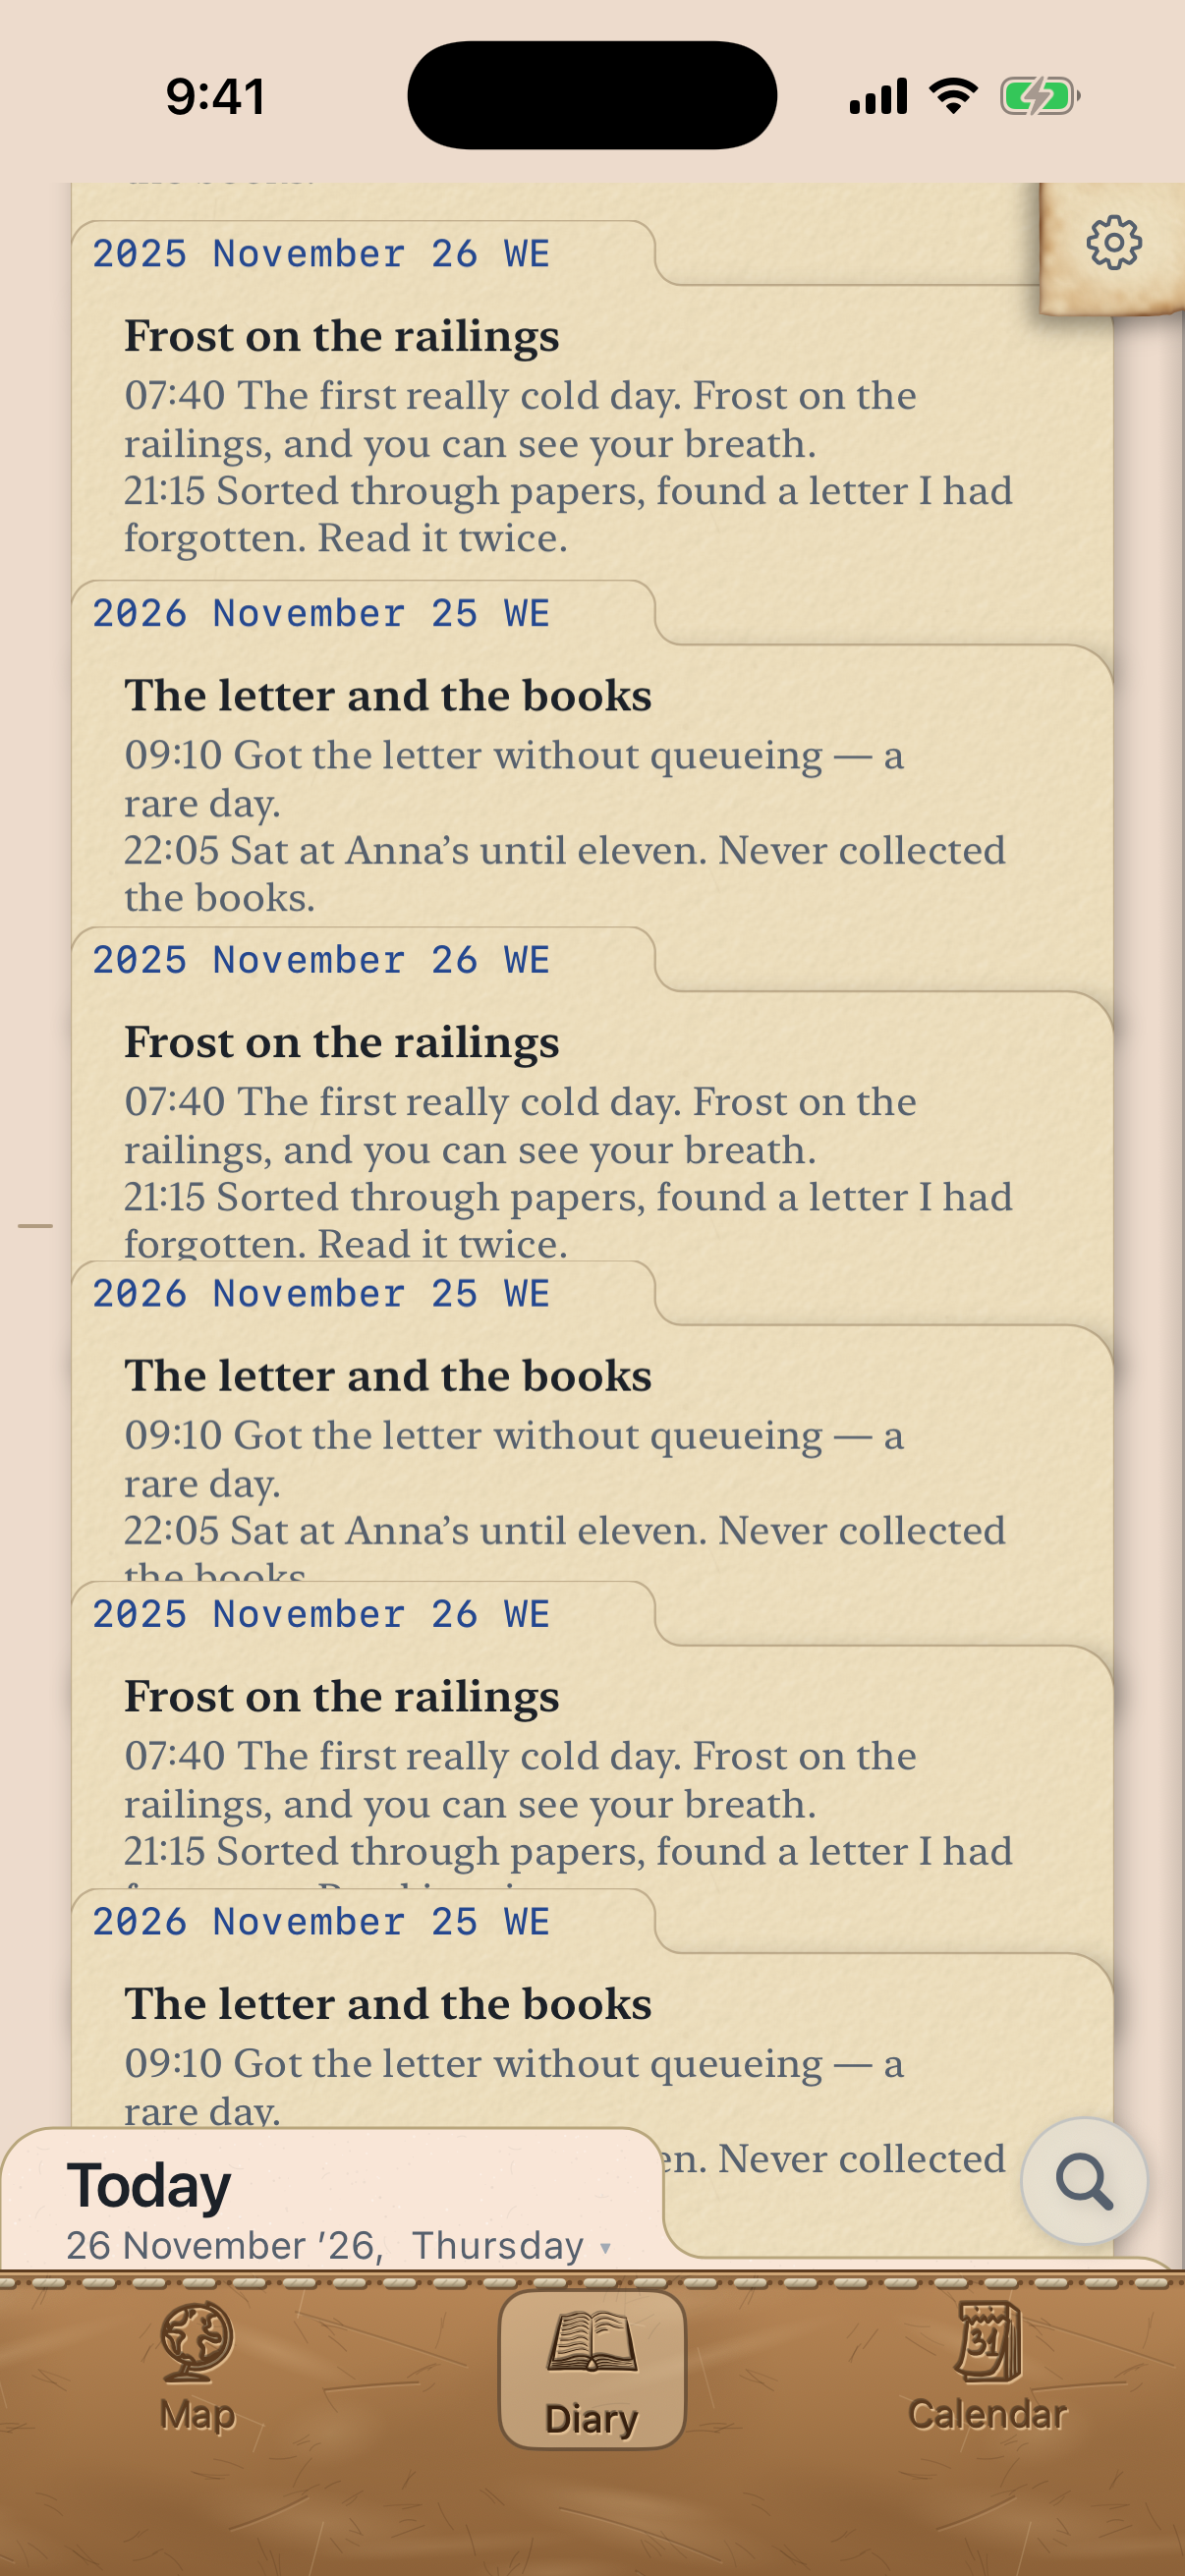 9:41
the books.
2025 November 26 WE
Frost on the railings
07:40 The first really cold day. Frost on the
railings, and you can see your breath.
21:15 Sorted through papers, found a letter I had
forgotten. Read it twice.
2026 November 25 WE
The letter and the books
09:10 Got the letter without queueing — a
rare day.
22:05 Sat at Anna’s until eleven. Never collected
the books.
2025 November 26 WE
Frost on the railings
07:40 The first really cold day. Frost on the
railings, and you can see your breath.
21:15 Sorted through papers, found a letter I had
forgotten. Read it twice.
2026 November 25 WE
The letter and the books
09:10 Got the letter without queueing — a
rare day.
22:05 Sat at Anna’s until eleven. Never collected
the books
2025 November 26 WE
Frost on the railings
07:40 The first really cold day. Frost on the
railings, and you can see your breath.
21:15 Sorted through papers, found a letter I had
2026 November 25 WE
The letter and the books
09:10 Got the letter without queueing — a
rare day.
en. Never collected
Today
26 November ’26, Thursday
Map
Diary
31
Calendar